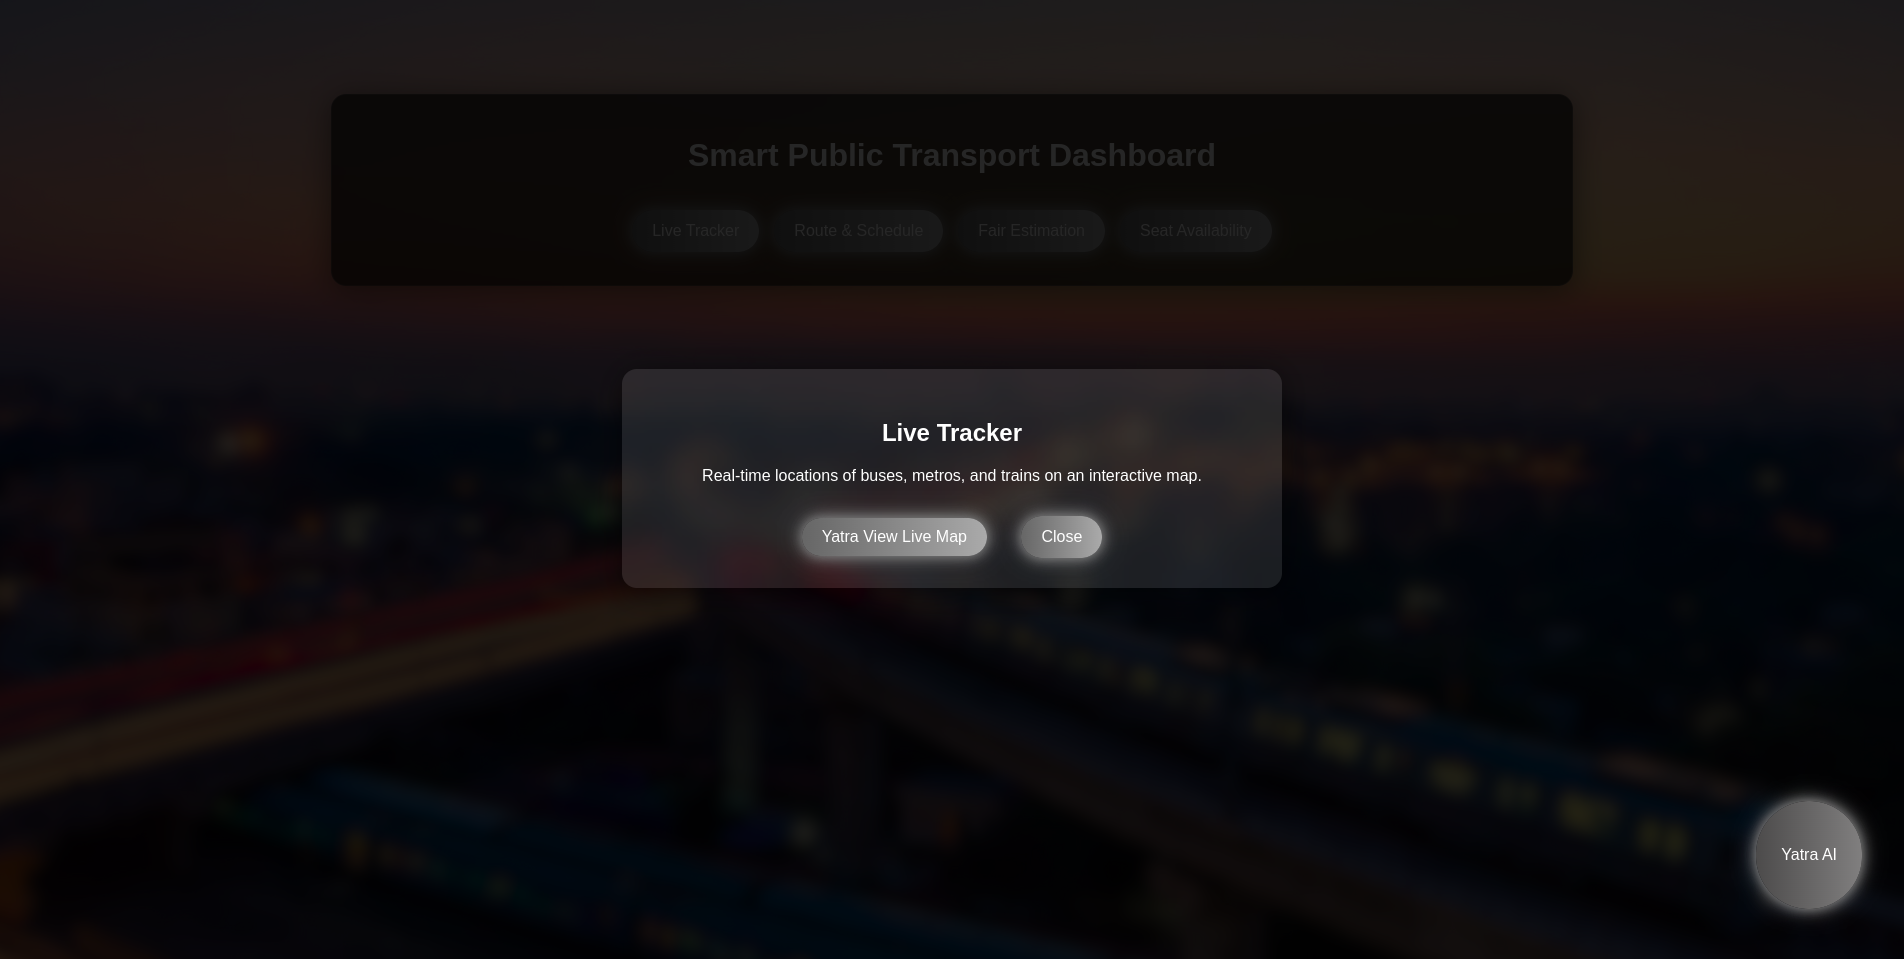 Smart Public Transport Dashboard
Live Tracker Route & Schedule Fair Estimation Seat Availability
Live Tracker
Real-time locations of buses, metros, and trains on an interactive map.
Yatra View Live Map Close
Yatra AI